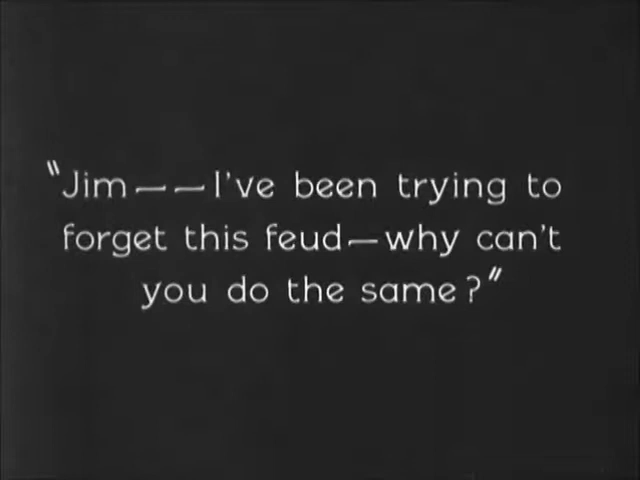 "Jim——I've been trying to
forget this feud—why can't
you do the same?"